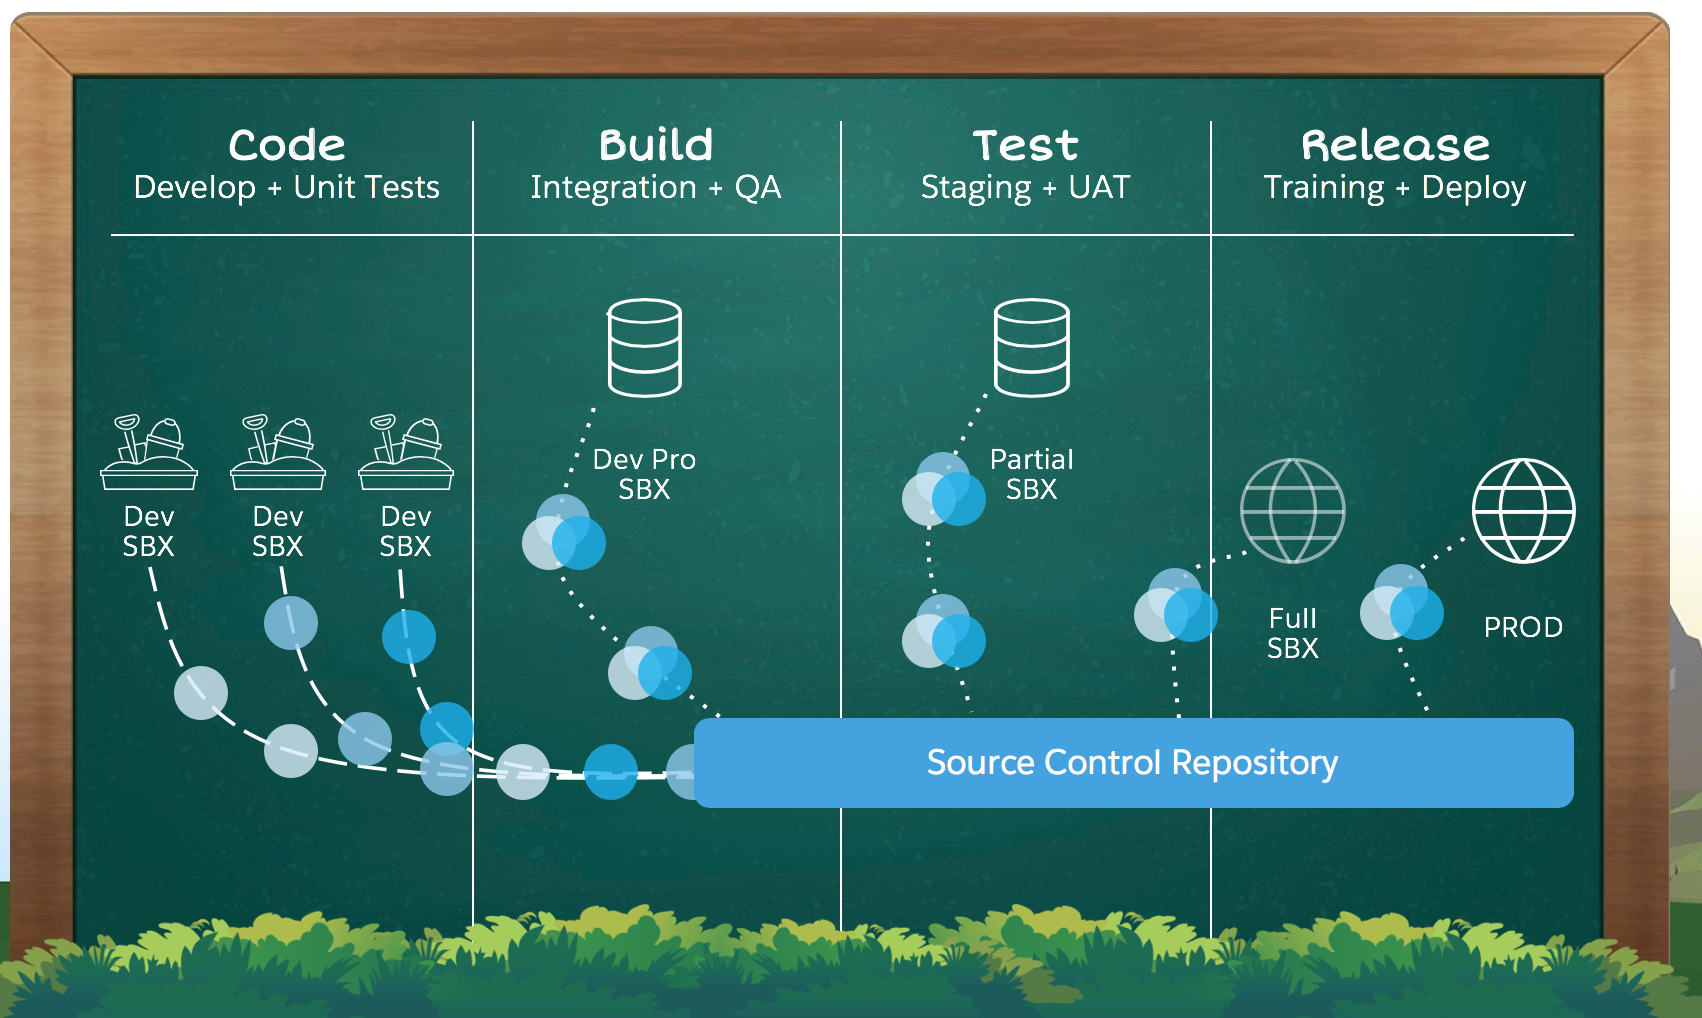 Code
Develop + Unit Tests
Build
Integration + QA
Test
Staging + UAT
Release
Training + Deploy
Dev
SBX
Dev
SBX
Dev
SBX
Dev Pro
SBX
Partial
SBX
Full
SBX
PROD
Source Control Repository